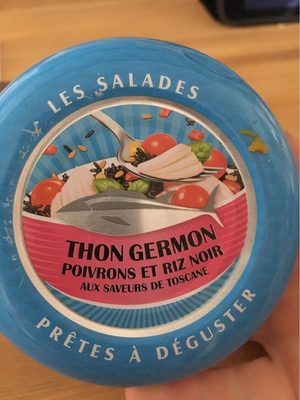 LES SALADES
THON GERMON
POIVRONS ET RIZ NOIR
AUX SAVEURS DE TOSCANE
PRÊTES À DÉGUSTER